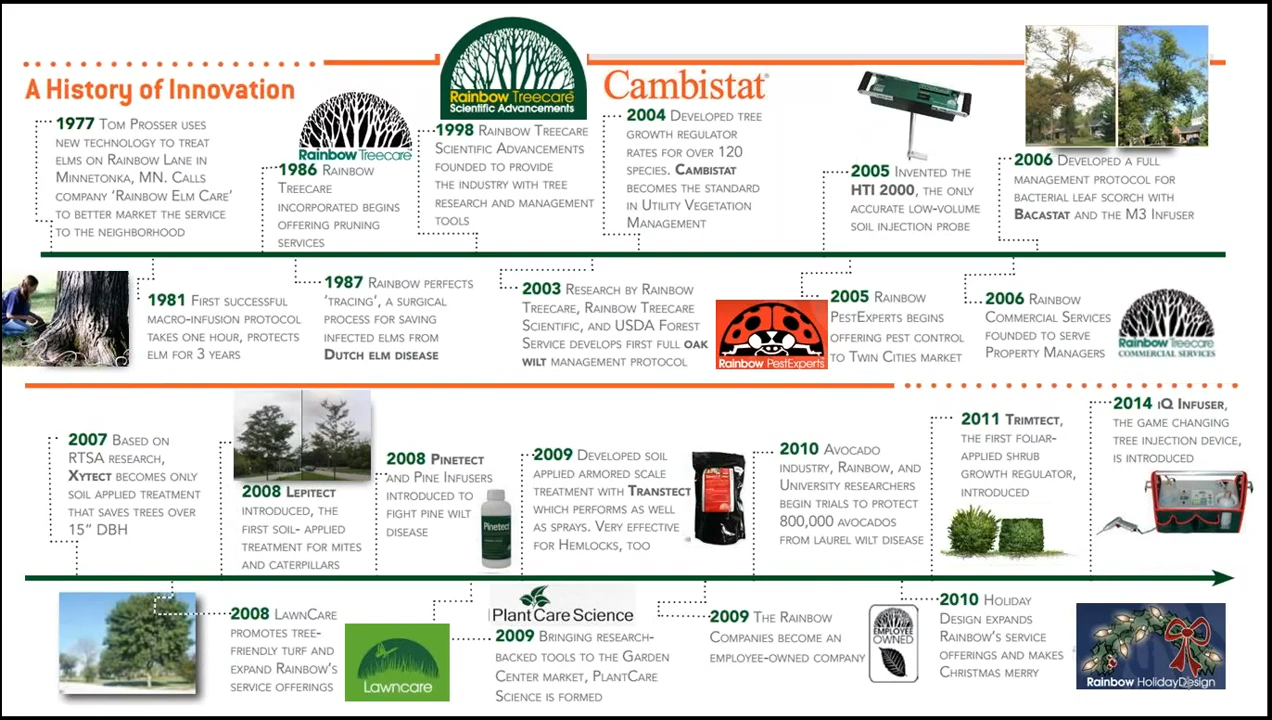 A History of Innovation
1977 Tom Prosser uses
new technology to treat
elms on Rainbow Lane in
Minnetonka, MN. Calls
company ‘Rainbow Elm Care’
to better market the service
to the neighborhood
Rainbow Treecare
1986 Rainbow
Treecare
incorporated begins
offering pruning
services
Rainbow Treecare
Scientific Advancements
1998 Rainbow Treecare
Scientific Advancements
founded to provide
the industry with tree
research and management
tools
Cambistat®
2004 Developed tree
growth regulator
rates for over 120
species. Cambistat
becomes the standard
in Utility Vegetation
Management
2005 Invented the
HTI 2000, the only
accurate low-volume
soil injection probe
2006 Developed a full
management protocol for
bacterial leaf scorch with
Bacastat and the M3 Infuser
1981 First successful
macro-infusion protocol
takes one hour, protects
elm for 3 years
1987 Rainbow perfects
‘tracing’, a surgical
process for saving
infected elms from
Dutch elm disease
2003 Research by Rainbow
Treecare, Rainbow Treecare
Scientific, and USDA Forest
Service develops first full oak
wilt management protocol
Rainbow PestExperts
2005 Rainbow
PestExperts begins
offering pest control
to Twin Cities market
2006 Rainbow
Commercial Services
founded to serve
Property Managers
Rainbow Treecare
COMMERCIAL SERVICES
2007 Based on
RTSA research,
Xytect becomes only
soil applied treatment
that saves trees over
15” DBH
2008 Lepitect
introduced, the
first soil- applied
treatment for mites
and caterpillars
2008 Pinetect
and Pine Infusers
introduced to
fight pine wilt
disease
Pinetect
2009 Developed soil
applied armored scale
treatment with Transtect
which performs as well
as sprays. Very effective
for Hemlocks, too
2010 Avocado
industry, Rainbow, and
University researchers
begin trials to protect
800,000 avocados
from laurel wilt disease
2011 Trimtect,
the first foliar-
applied shrub
growth regulator,
introduced
2014 iQ Infuser,
the game changing
tree injection device,
is introduced
2008 LawnCare
promotes tree-
friendly turf and
expand Rainbow’s
service offerings
Lawncare
PlantCare Science
2009 Bringing research-
backed tools to the Garden
Center market, PlantCare
Science is formed
2009 The Rainbow
Companies become an
employee-owned company
EMPLOYEE
OWNED
2010 Holiday
Design expands
Rainbow’s service
offerings and makes
Christmas merry
Rainbow HolidayDesign